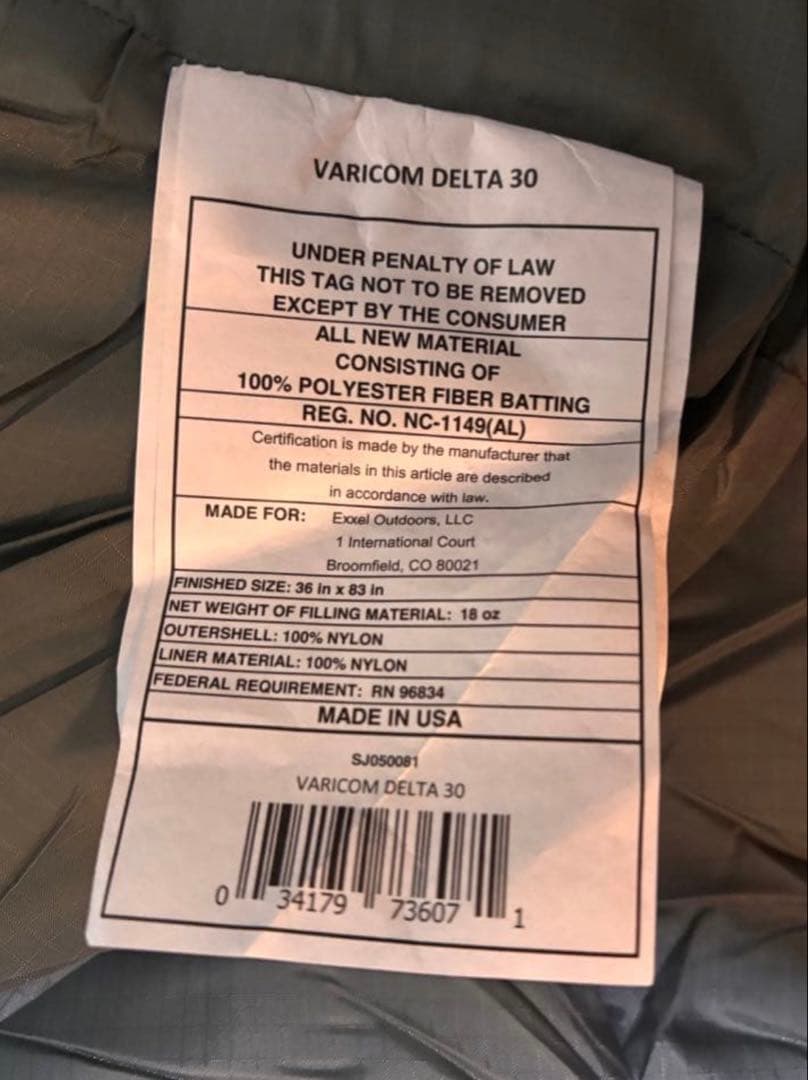 VARICOM DELTA 30
UNDER PENALTY OF LAW
THIS TAG NOT TO BE REMOVED
EXCEPT BY THE CONSUMER
ALL NEW MATERIAL
CONSISTING OF
100% POLYESTER FIBER BATTING
REG. NO. NC-1149(AL)
Certification is made by the manufacturer that
the materials in this article are described
in accordance with law.
MADE FOR: Exxel Outdoors, LLC
1 International Court
Broomfield, CO 80021
FINISHED SIZE: 36 in x 83 in
NET WEIGHT OF FILLING MATERIAL: 18 oz
OUTERSHELL: 100% NYLON
LINER MATERIAL: 100% NYLON
FEDERAL REQUIREMENT: RN 96834
MADE IN USA
SJ050081
VARICOM DELTA 30
0 34179 73607 1